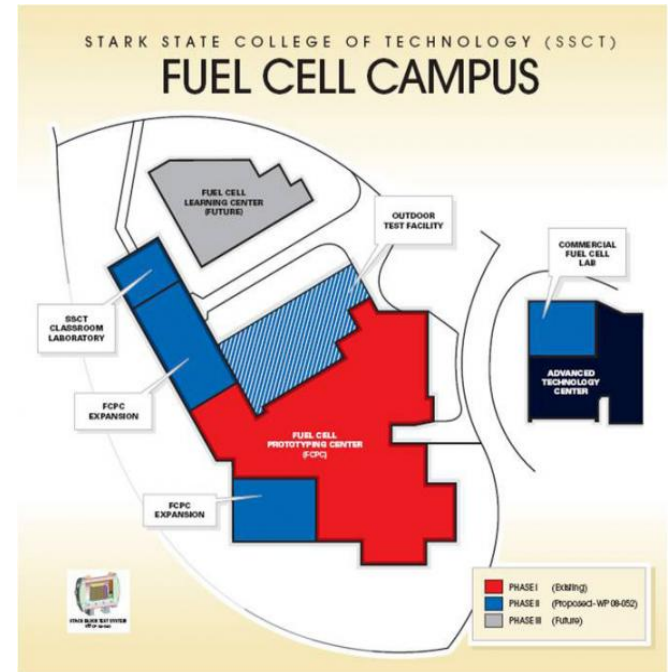 STARK STATE COLLEGE OF TECHNOLOGY (SSCT)
FUEL CELL CAMPUS
FUEL CELL
LEARNING CENTER
(FUTURE)
OUTDOOR
TEST FACILITY
COMMERCIAL
FUEL CELL
LAB
SSCT
CLASSROOM
LABORATORY
ADVANCED
TECHNOLOGY
CENTER
FCPC
EXPANSION
FUEL CELL
PROTOTYPING CENTER
(FCPC)
FCPC
EXPANSION
PHASE I (Existing)
PHASE II (Proposed - WP 08-052)
PHASE III (Future)